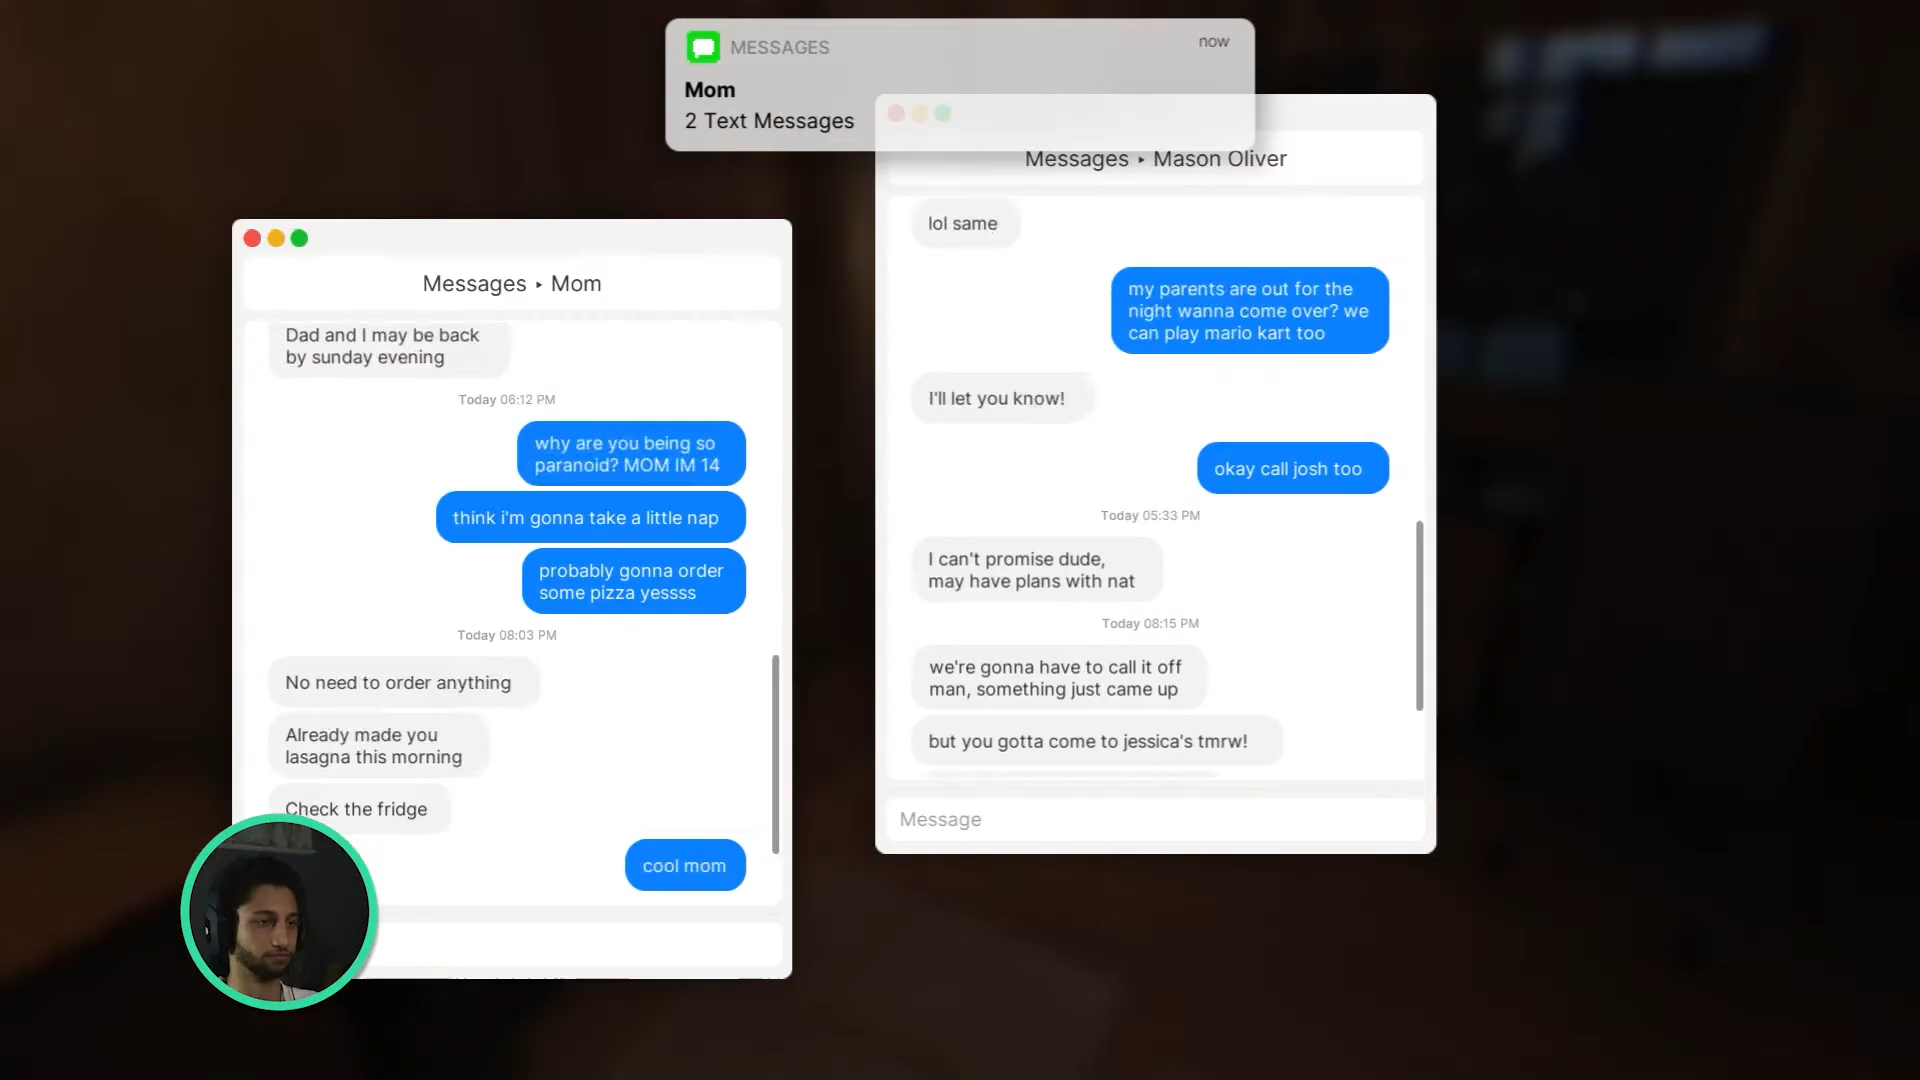 MESSAGES
now
Mom
2 Text Messages
Messages ‣ Mom
Dad and I may be back
by sunday evening
Today 06:12 PM
why are you being so
paranoid? MOM IM 14
think i'm gonna take a little nap
probably gonna order
some pizza yessss
Today 08:03 PM
No need to order anything
Already made you
lasagna this morning
Check the fridge
cool mom
Messages ‣ Mason Oliver
lol same
my parents are out for the
night wanna come over? we
can play mario kart too
I'll let you know!
okay call josh too
Today 05:33 PM
I can't promise dude,
may have plans with nat
Today 08:15 PM
we're gonna have to call it off
man, something just came up
but you gotta come to jessica's tmrw!
Message